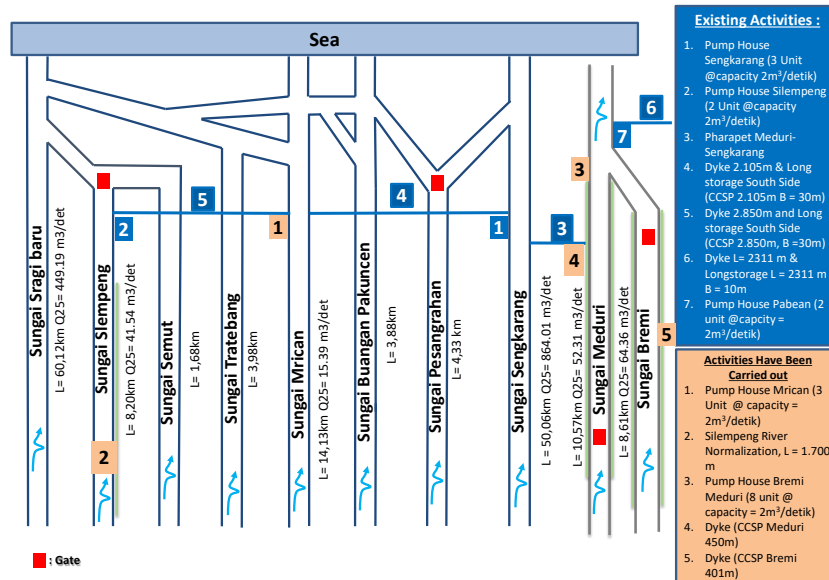 Sea
Sungai Sragi baru
L= 60,12km Q25= 449.19 m3/det
Sungai Slempeng
L= 8,20km Q25= 41.54 m3/det
Sungai Semut
L= 1,68km
Sungai Tratebang
L= 3,98km
Sungai Mrican
L= 14,13km Q25= 15.39 m3/det
Sungai Buangan Pakuncen
L= 3,88km
Sungai Pesangrahan
L= 4,33 km
Sungai Sengkarang
L= 50,06km Q25= 864.01 m3/det
Sungai Meduri
L= 10,57km Q25= 52.31 m3/det
Sungai Bremi
L= 8,61km Q25= 64.36 m3/det
2
5
1
4
1
3
4
3
7
6
5
2
: Gate
Existing Activities :
1. Pump House
Sengkarang (3 Unit
@capacity 2m³/detik)
2. Pump House Silempeng
(2 Unit @capacity
2m³/detik)
3. Pharapet Meduri-
Sengkarang
4. Dyke 2.105m & Long
storage South Side
(CCSP 2.105m B = 30m)
5. Dyke 2.850m and Long
storage South Side
(CCSP 2.850m, B =30m)
6. Dyke L= 2311 m &
Longstorage L = 2311 m
B = 10m
7. Pump House Pabean (2
unit @capcity =
2m³/detik)
Activities Have Been
Carried out
1. Pump House Mrican (3
Unit @ capacity =
2m³/detik)
2. Silempeng River
Normalization, L = 1.700
m
3. Pump House Bremi
Meduri (8 unit @
capacity = 2m³/detik)
4. Dyke (CCSP Meduri
450m)
5. Dyke (CCSP Bremi
401m)